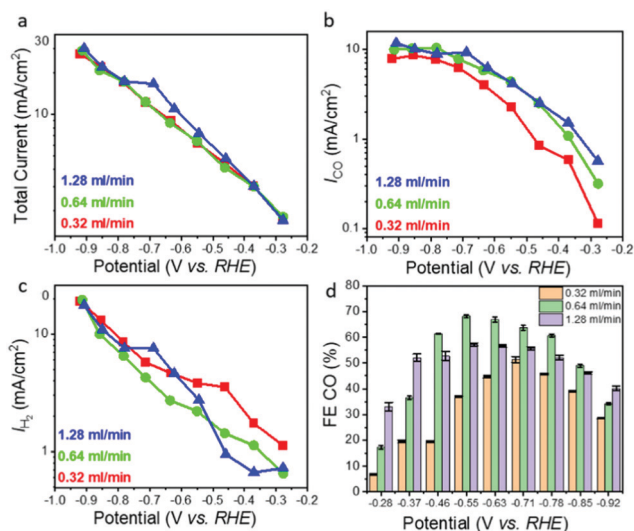 a
Total Current (mA/cm²)
30
10
1.28 ml/min
0.64 ml/min
0.32 ml/min
-1.0 -0.9 -0.8 -0.7 -0.6 -0.5 -0.4 -0.3 -0.2
Potential (V vs. RHE)
b
I_CO (mA/cm²)
10
1
0.1
1.28 ml/min
0.64 ml/min
0.32 ml/min
-1.0 -0.9 -0.8 -0.7 -0.6 -0.5 -0.4 -0.3 -0.2
Potential (V vs. RHE)
c
I_H₂ (mA/cm²)
0
10
1
1.28 ml/min
0.64 ml/min
0.32 ml/min
-1.0 -0.9 -0.8 -0.7 -0.6 -0.5 -0.4 -0.3 -0.2
Potential (V vs. RHE)
d
FE CO (%)
80
70
60
50
40
30
20
10
0
0.32 ml/min
0.64 ml/min
1.28 ml/min
-0.28 -0.37 -0.46 -0.55 -0.63 -0.71 -0.78 -0.85 -0.92
Potential (V vs. RHE)